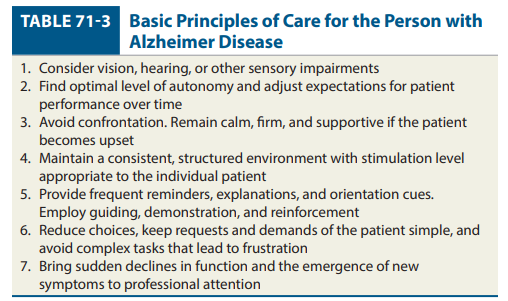 TABLE 71-3 Basic Principles of Care for the Person with
Alzheimer Disease
1. Consider vision, hearing, or other sensory impairments
2. Find optimal level of autonomy and adjust expectations for patient
performance over time
3. Avoid confrontation. Remain calm, firm, and supportive if the patient
becomes upset
4. Maintain a consistent, structured environment with stimulation level
appropriate to the individual patient
5. Provide frequent reminders, explanations, and orientation cues.
Employ guiding, demonstration, and reinforcement
6. Reduce choices, keep requests and demands of the patient simple, and
avoid complex tasks that lead to frustration
7. Bring sudden declines in function and the emergence of new
symptoms to professional attention